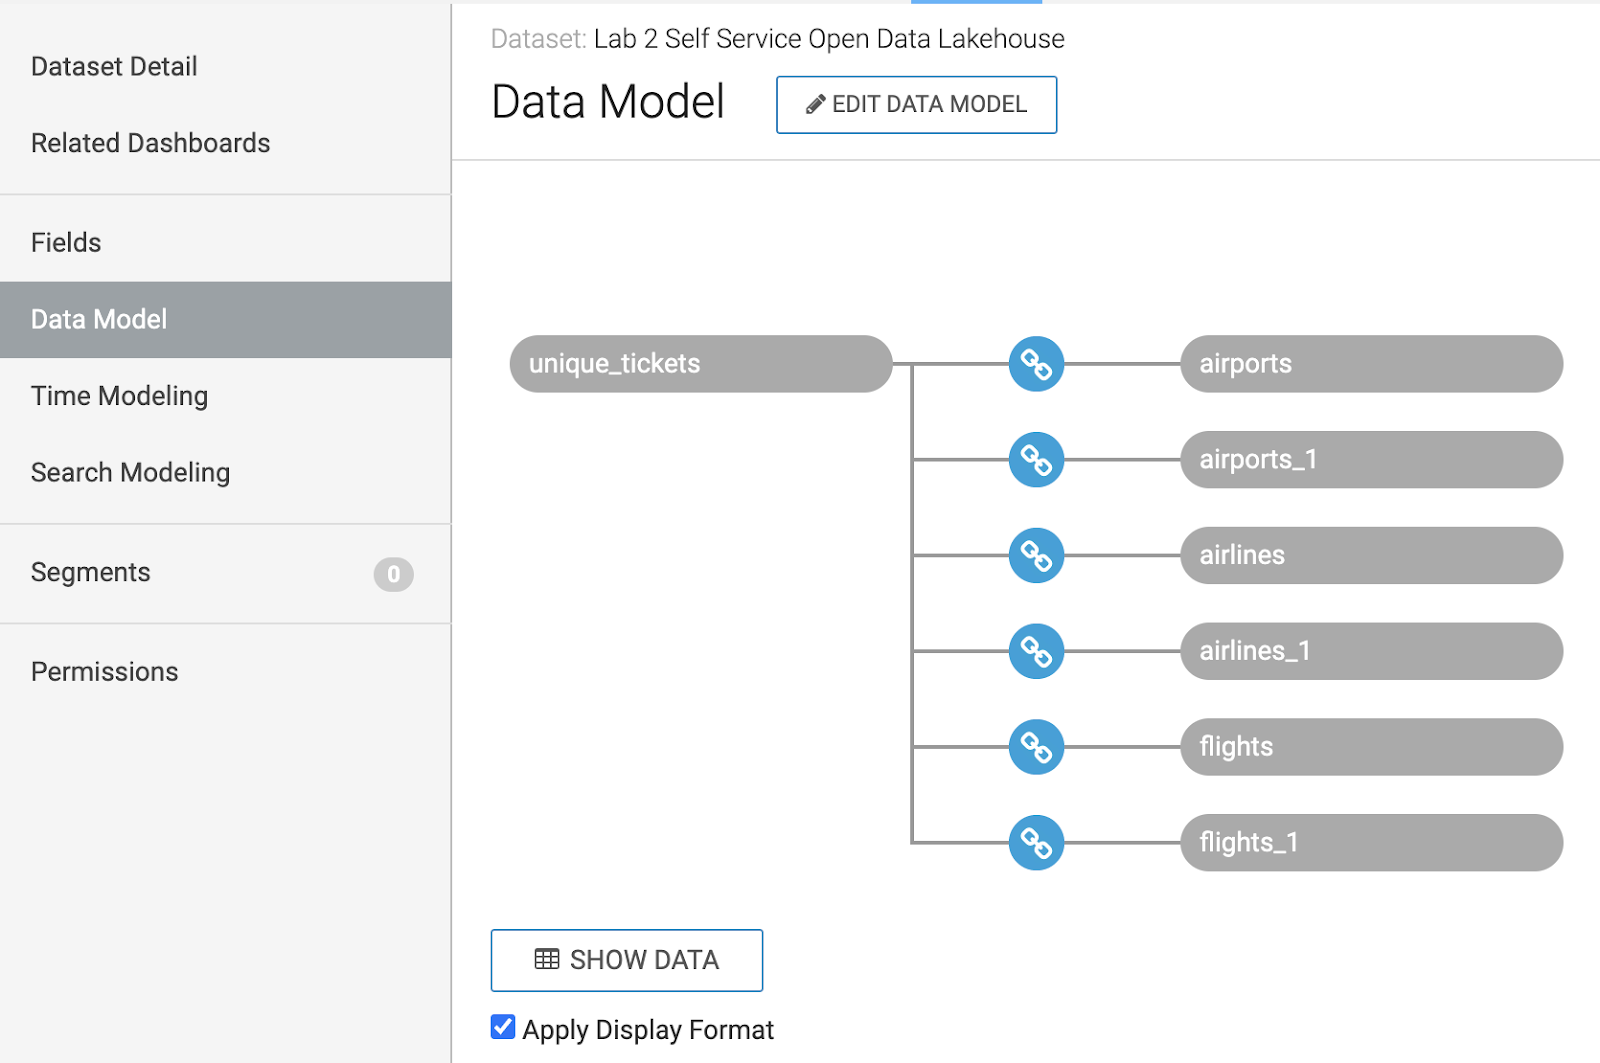 Dataset Detail
Related Dashboards
Fields
Data Model
Time Modeling
Search Modeling
Segments 0
Permissions
Dataset: Lab 2 Self Service Open Data Lakehouse
Data Model
EDIT DATA MODEL
unique_tickets
airports
airports_1
airlines
airlines_1
flights
flights_1
SHOW DATA
Apply Display Format